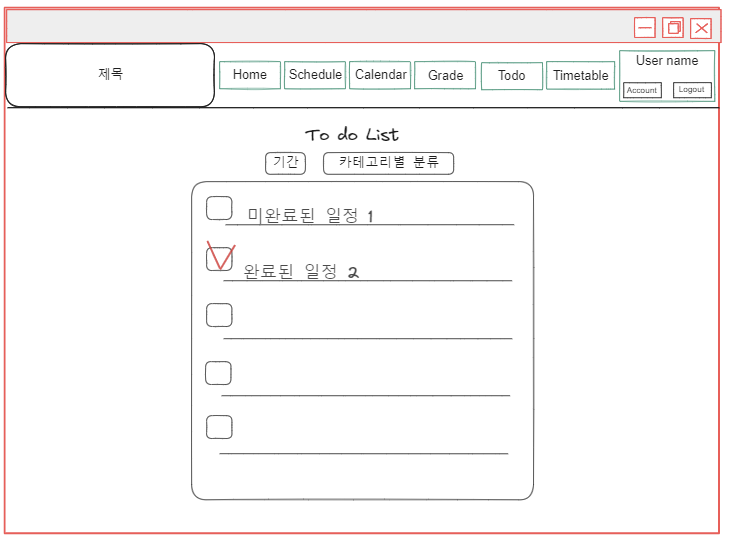 제목
Home
Schedule
Calendar
Grade
Todo
Timetable
User name
Account
Logout
To do List
기간
카테고리별 분류
미완료된 일정 1
완료된 일정 2